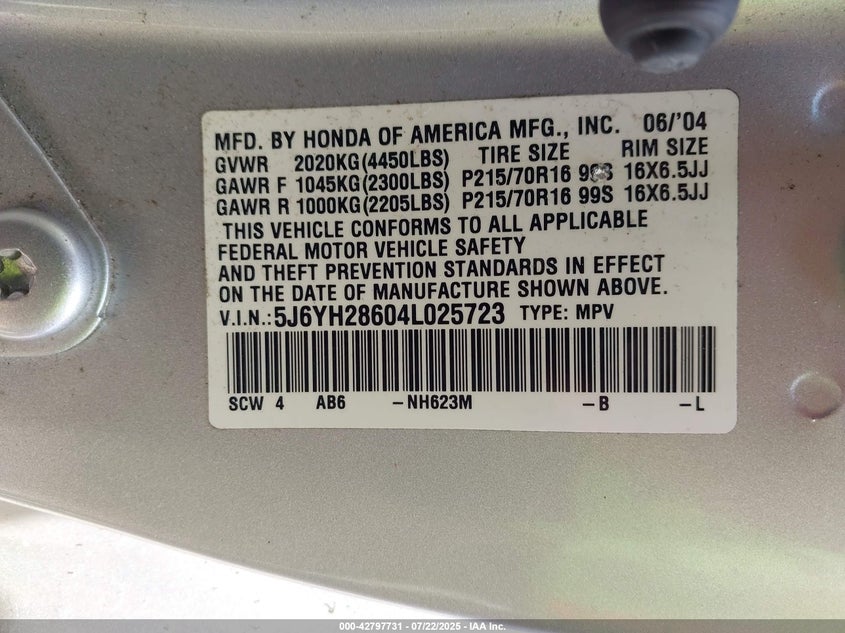 MFD. BY HONDA OF AMERICA MFG., INC. 06/'04
GVWR 2020KG(4450LBS) TIRE SIZE RIM SIZE
GAWR F 1045KG(2300LBS) P215/70R16 99S 16X6.5JJ
GAWR R 1000KG(2205LBS) P215/70R16 99S 16X6.5JJ
THIS VEHICLE CONFORMS TO ALL APPLICABLE
FEDERAL MOTOR VEHICLE SAFETY
AND THEFT PREVENTION STANDARDS IN EFFECT
ON THE DATE OF MANUFACTURE SHOWN ABOVE.
V.I.N.:5J6YH28604L025723 TYPE: MPV
SCW 4 AB6 -NH623M -B -L
000-42797731 - 07/22/2025 - IAA Inc.